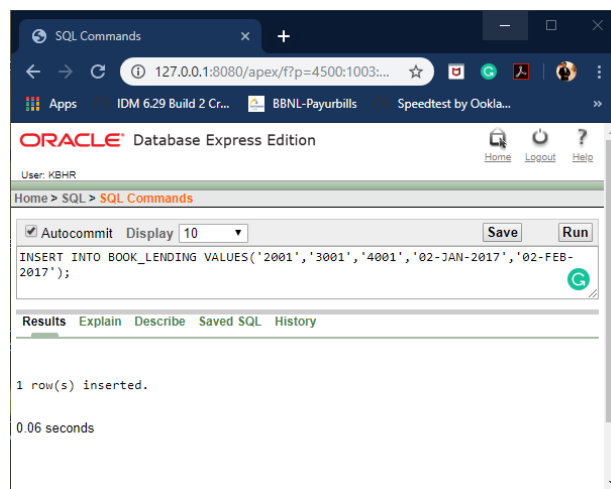 SQL Commands
127.0.0.1:8080/apex/f?p=4500:1003:...
Apps IDM 6.29 Build 2 Cr... BBNL-Payurbills Speedtest by Ookla... »
ORACLE Database Express Edition
Home Logout Help
User: KBHR
Home > SQL > SQL Commands
Autocommit Display 10 Save Run
INSERT INTO BOOK_LENDING VALUES('2001','3001','4001','02-JAN-2017','02-FEB-
2017');
Results Explain Describe Saved SQL History
1 row(s) inserted.
0.06 seconds